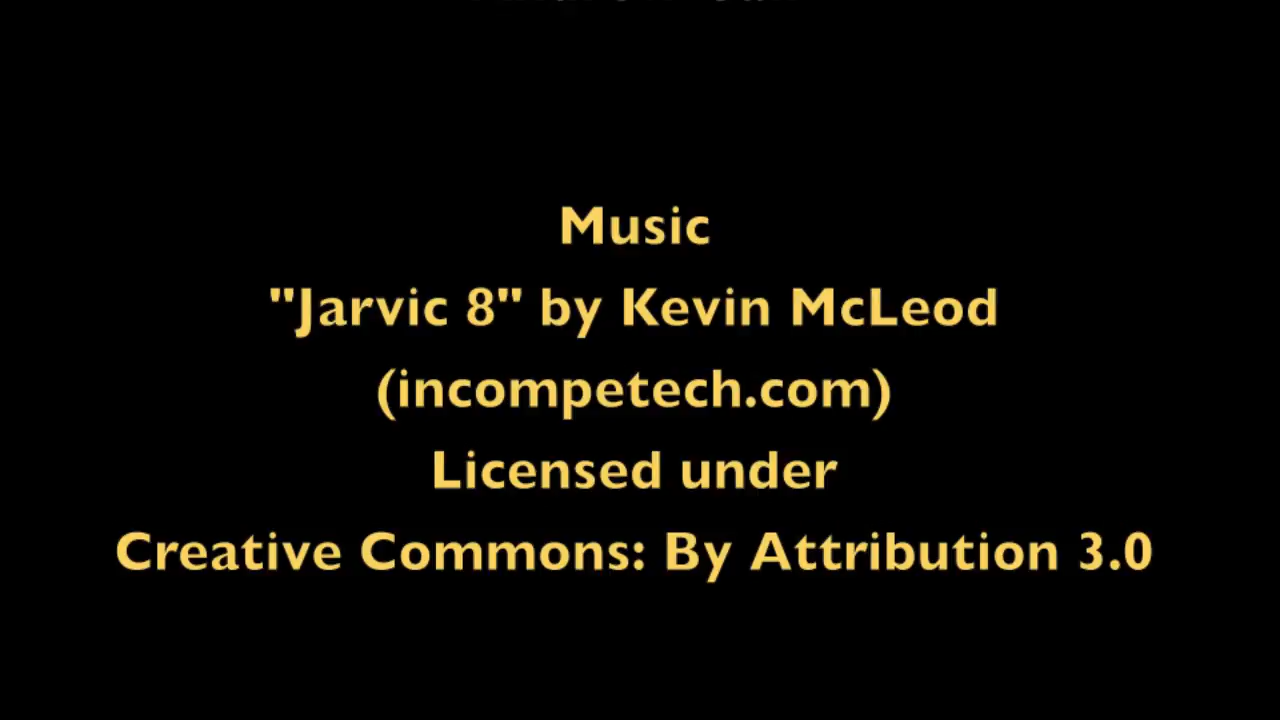 Music
"Jarvic 8" by Kevin McLeod
(incompetech.com)
Licensed under
Creative Commons: By Attribution 3.0